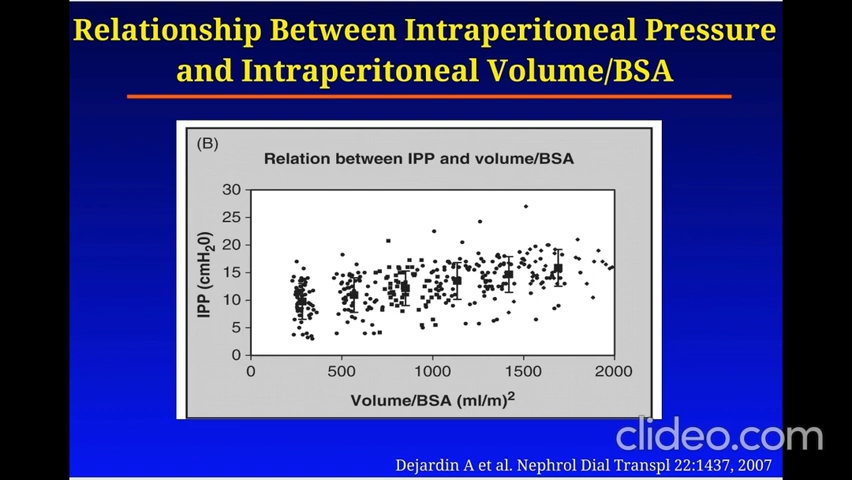 Relationship Between Intraperitoneal Pressure
and Intraperitoneal Volume/BSA
(B)
Relation between IPP and volume/BSA
30
25
20
15
10
5
0
IPP (cmH₂0)
0 500 1000 1500 2000
Volume/BSA (ml/m)²
clideo.com
Dejardin A et al. Nephrol Dial Transpl 22:1437, 2007